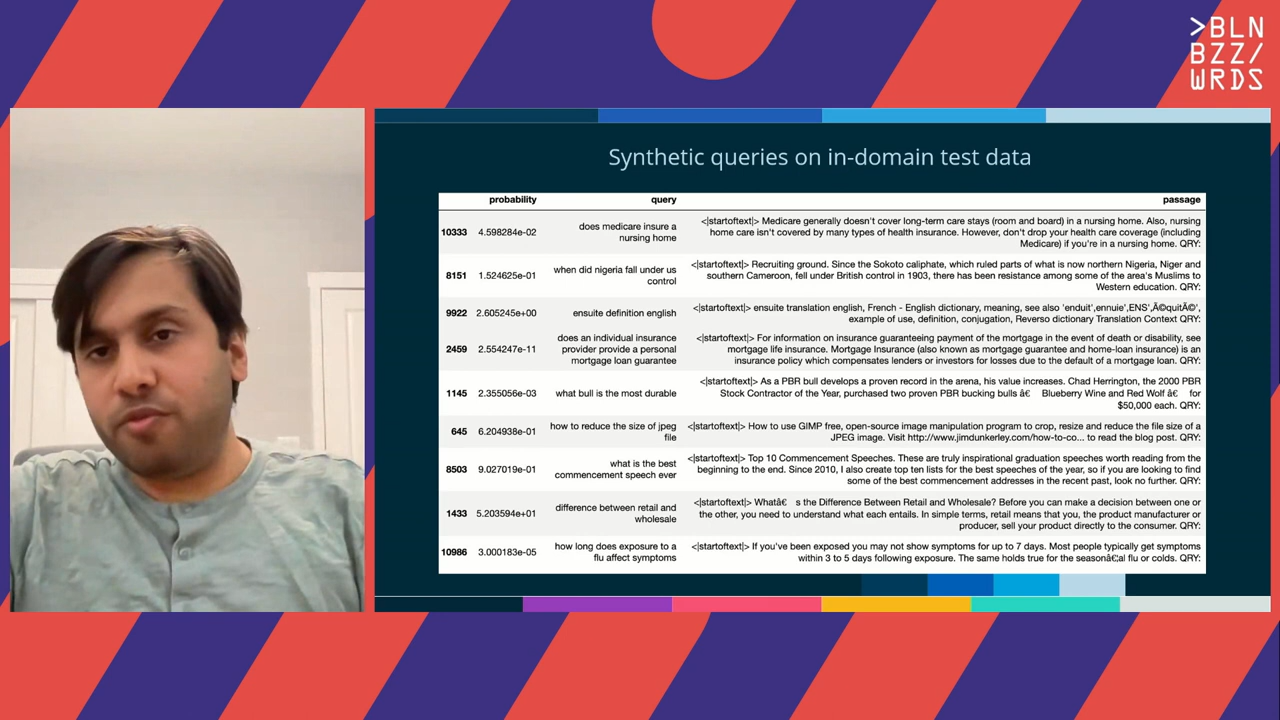 >BLN
BZZ/
WRDS
Synthetic queries on in-domain test data
probability query passage
10333 4.598284e-02 does medicare insure a nursing home <|startoftext|> Medicare generally doesn't cover long-term care stays (room and board) in a nursing home. Also, nursing
home care isn't covered by many types of health insurance. However, don't drop your health care coverage (including
Medicare) if you're in a nursing home. QRY:
8151 1.524625e-01 when did nigeria fall under us control <|startoftext|> Recruiting ground. Since the Sokoto caliphate, which ruled parts of what is now northern Nigeria, Niger and
southern Cameroon, fell under British control in 1903, there has been resistance among some of the area's Muslims to
Western education. QRY:
9922 2.605245e+00 ensuite definition english <|startoftext|> ensuite translation english, French - English dictionary, meaning, see also 'enduit',ennuie',ENS',Ã©quitÃ©',
example of use, definition, conjugation, Reverso dictionary Translation Context QRY:
2459 2.554247e-11 does an individual insurance provider provide a personal mortgage loan guarantee <|startoftext|> For information on insurance guaranteeing payment of the mortgage in the event of death or disability, see
mortgage life insurance. Mortgage Insurance (also known as mortgage guarantee and home-loan insurance) is an
insurance policy which compensates lenders or investors for losses due to the default of a mortgage loan. QRY:
1145 2.355056e-03 what bull is the most durable <|startoftext|> As a PBR bull develops a proven record in the arena, his value increases. Chad Herrington, the 2000 PBR
Stock Contractor of the Year, purchased two proven PBR bucking bulls â€ Blueberry Wine and Red Wolf â€ for
$50,000 each. QRY:
645 6.204938e-01 how to reduce the size of jpeg file <|startoftext|> How to use GIMP free, open-source image manipulation program to crop, resize and reduce the file size of a
JPEG image. Visit http://www.jimdunkerley.com/how-to-co... to read the blog post. QRY:
8503 9.027019e-01 what is the best commencement speech ever <|startoftext|> Top 10 Commencement Speeches. These are truly inspirational graduation speeches worth reading from the
beginning to the end. Since 2010, I also create top ten lists for the best speeches of the year, so if you are looking to find
some of the best commencement addresses in the recent past, look no further. QRY:
1433 5.203594e+01 difference between retail and wholesale <|startoftext|> Whatâ€ s the Difference Between Retail and Wholesale? Before you can make a decision between one or
the other, you need to understand what each entails. In simple terms, retail means that you, the product manufacturer or
producer, sell your product directly to the consumer. QRY:
10986 3.000183e-05 how long does exposure to a flu affect symptoms <|startoftext|> If you've been exposed you may not show symptoms for up to 7 days. Most people typically get symptoms
within 3 to 5 days following exposure. The same holds true for the seasonâ€¦al flu or colds. QRY: